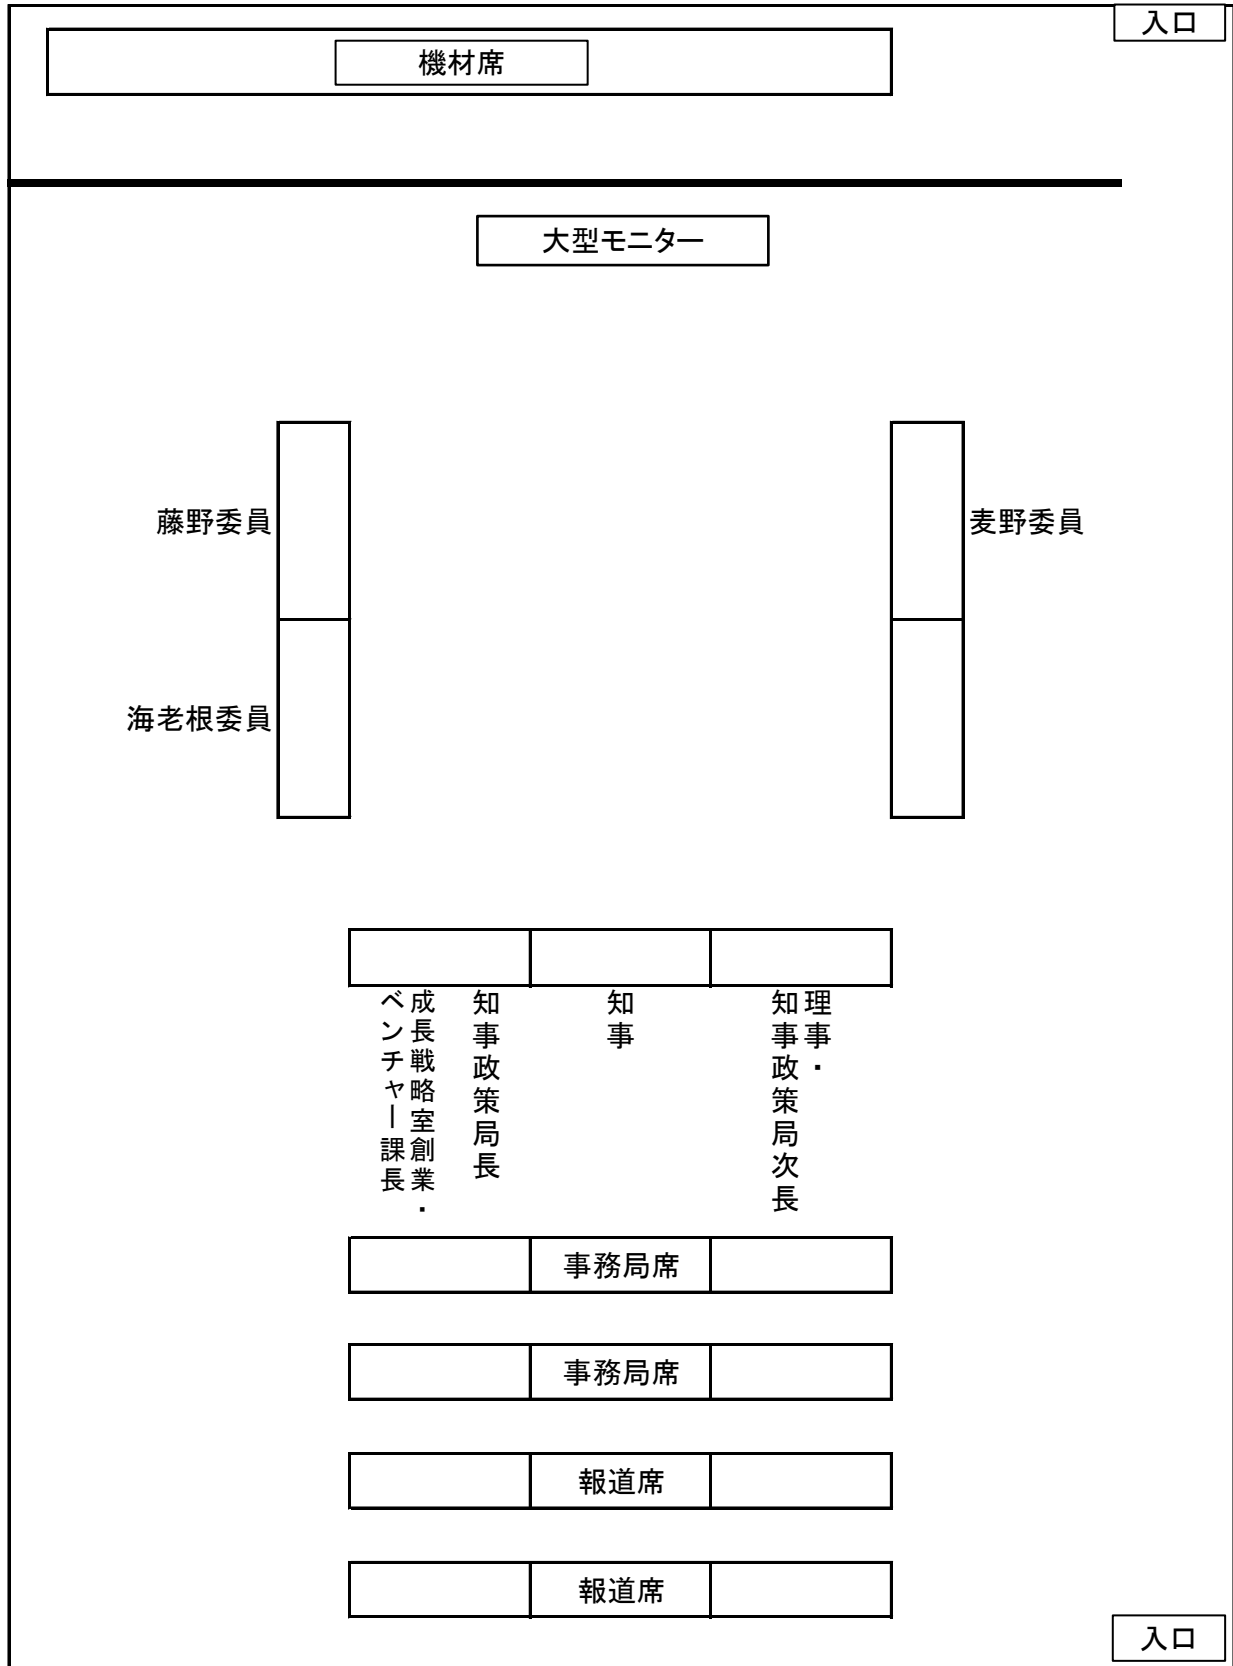 入口
機材席
大型モニター
藤野委員
麦野委員
海老根委員
成長戦略室創業・
ベンチャー課長
知事政策局長
知事
理事・
知事政策局次長
事務局席
事務局席
報道席
報道席
入口